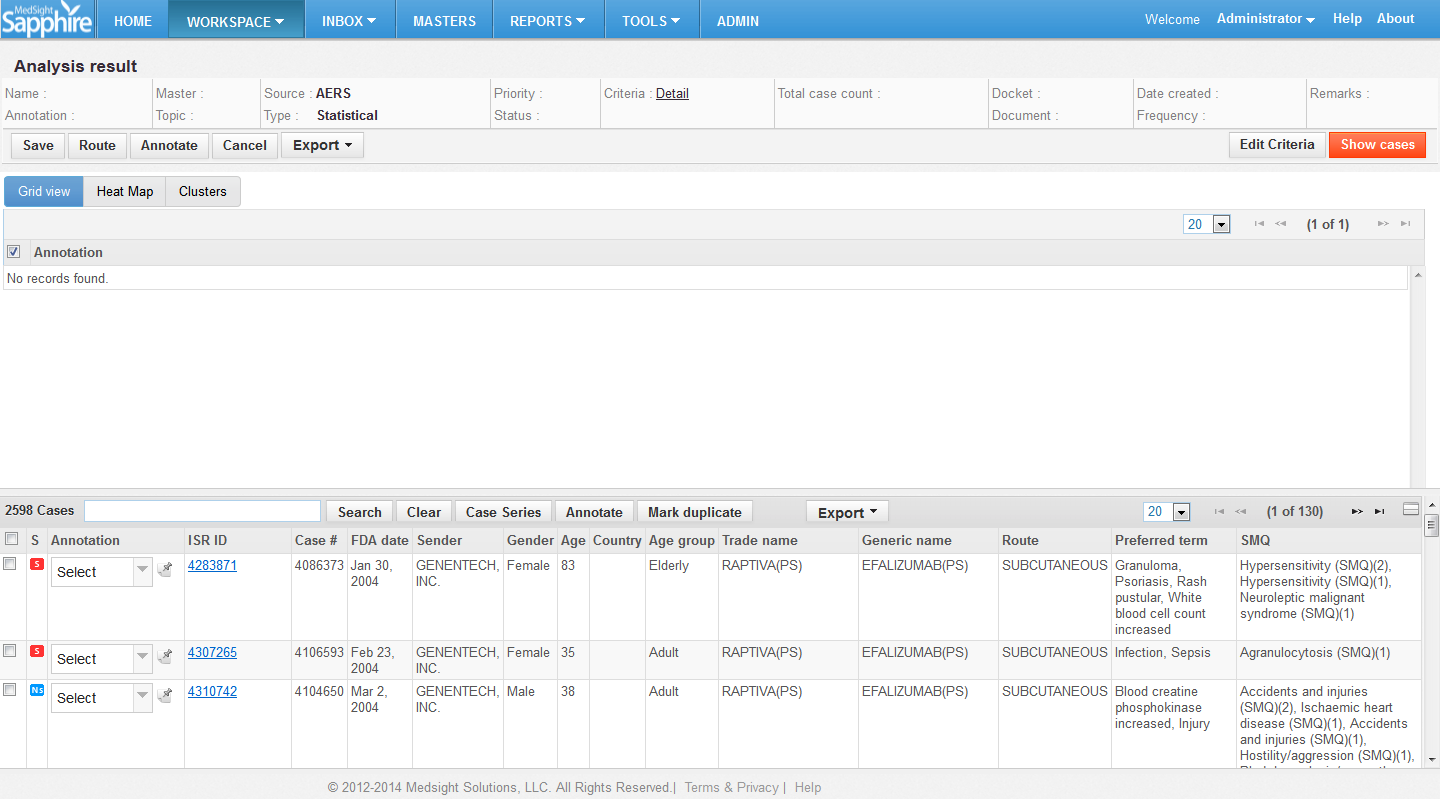 MedSight
Sapphire
HOME WORKSPACE INBOX MASTERS REPORTS TOOLS ADMIN
Welcome Administrator Help About
Analysis result
Name : Master : Source : AERS Priority : Criteria : Detail Total case count : Docket : Date created : Remarks :
Annotation : Topic : Type : Statistical Status : Document : Frequency :
Save Route Annotate Cancel Export Edit Criteria Show cases
Grid view Heat Map Clusters
20 (1 of 1)
Annotation
No records found.
2598 Cases Search Clear Case Series Annotate Mark duplicate Export 20 (1 of 130)
S Annotation ISR ID Case # FDA date Sender Gender Age Country Age group Trade name Generic name Route Preferred term SMQ
S Select 4283871 4086373 Jan 30, GENENTECH, Female 83 Elderly RAPTIVA(PS) EFALIZUMAB(PS) SUBCUTANEOUS Granuloma, Hypersensitivity (SMQ)(2),
2004 INC. Psoriasis, Rash Hypersensitivity (SMQ)(1),
pustular, White Neuroleptic malignant
blood cell count syndrome (SMQ)(1)
increased
S Select 4307265 4106593 Feb 23, GENENTECH, Female 35 Adult RAPTIVA(PS) EFALIZUMAB(PS) SUBCUTANEOUS Infection, Sepsis Agranulocytosis (SMQ)(1)
2004 INC.
Ns Select 4310742 4104650 Mar 2, GENENTECH, Male 38 Adult RAPTIVA(PS) EFALIZUMAB(PS) SUBCUTANEOUS Blood creatine Accidents and injuries
2004 INC. phosphokinase (SMQ)(2), Ischaemic heart
increased, Injury disease (SMQ)(1), Accidents
and injuries (SMQ)(1),
Hostility/aggression (SMQ)(1),
© 2012-2014 Medsight Solutions, LLC. All Rights Reserved.| Terms & Privacy | Help